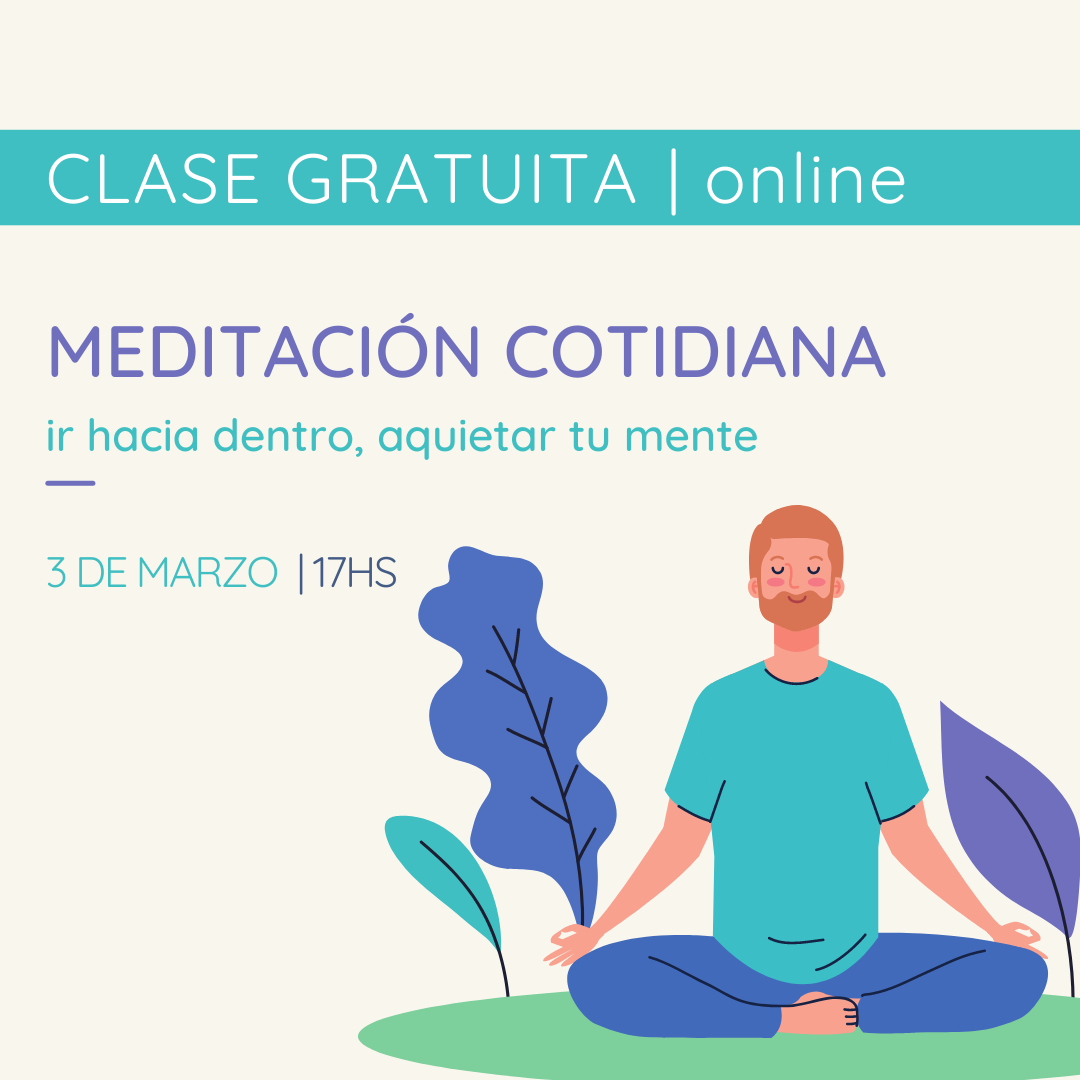 CLASE GRATUITA | online
MEDITACIÓN COTIDIANA
ir hacia dentro, aquietar tu mente
3 DE MARZO | 17HS